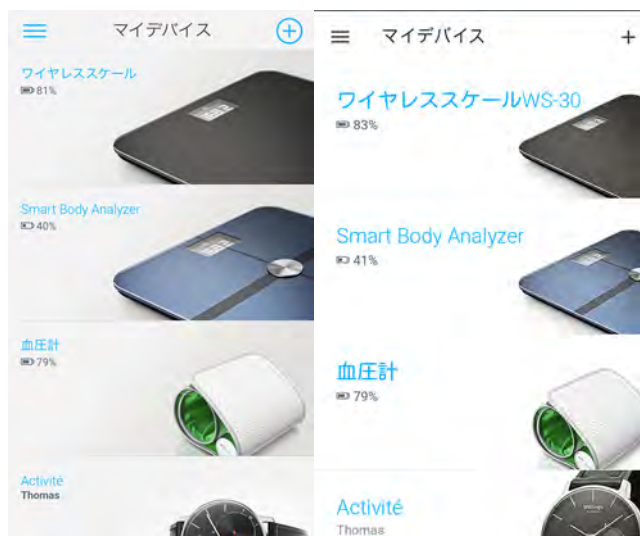 マイデバイス
ワイヤレススケール
81%
Smart Body Analyzer
40%
血圧計
79%
Activité
Thomas
マイデバイス
ワイヤレススケールWS-30
83%
Smart Body Analyzer
41%
血圧計
79%
Activité
Thomas